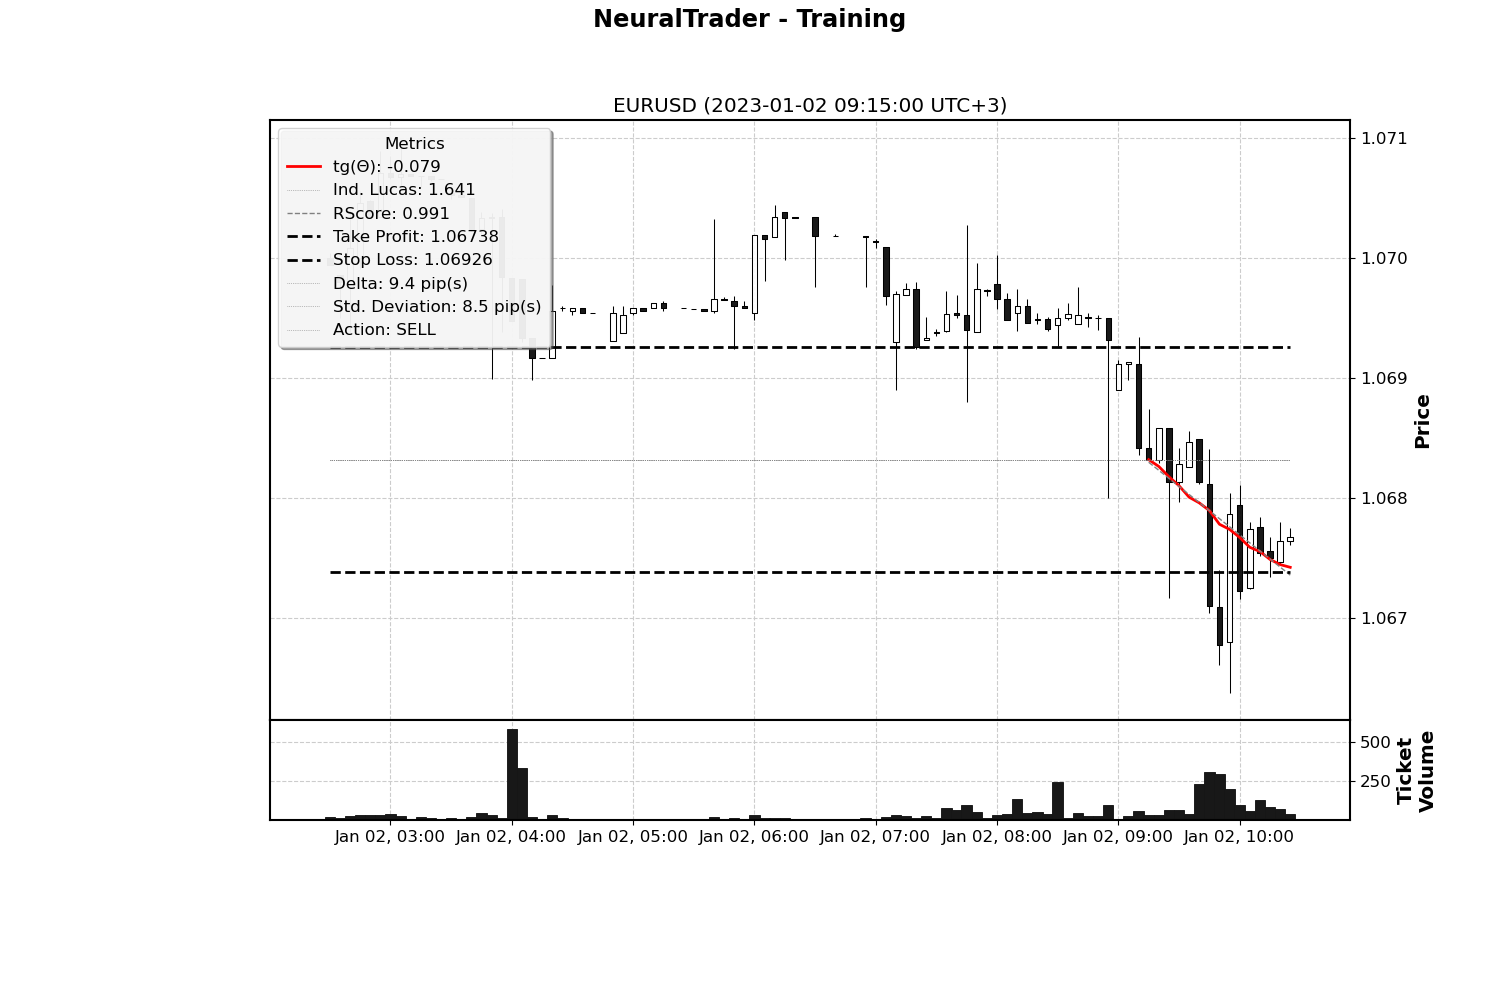 NeuralTrader - Training
EURUSD (2023-01-02 09:15:00 UTC+3)
Metrics
tg(Θ): -0.079
Ind. Lucas: 1.641
RScore: 0.991
Take Profit: 1.06738
Stop Loss: 1.06926
Delta: 9.4 pip(s)
Std. Deviation: 8.5 pip(s)
Action: SELL
1.071
1.070
1.069
1.068
1.067
Price
500
250
Ticket
Volume
Jan 02, 03:00
Jan 02, 04:00
Jan 02, 05:00
Jan 02, 06:00
Jan 02, 07:00
Jan 02, 08:00
Jan 02, 09:00
Jan 02, 10:00